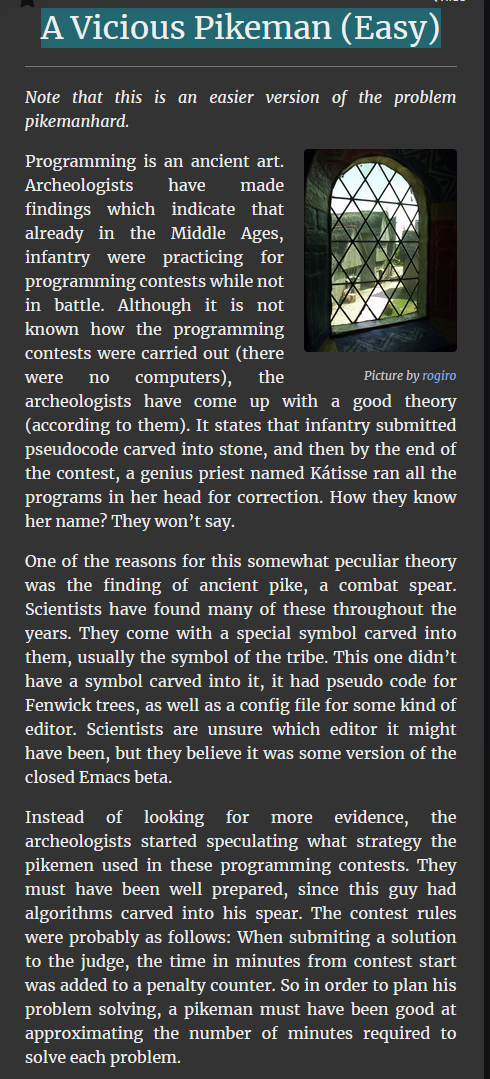 A Vicious Pikeman (Easy)
Note that this is an easier version of the problem
pikemanhard.
Programming is an ancient art.
Archeologists have made
findings which indicate that
already in the Middle Ages,
infantry were practicing for
programming contests while not
in battle. Although it is not
known how the programming
contests were carried out (there
were no computers), the
Picture by rogiro
archeologists have come up with a good theory
(according to them). It states that infantry submitted
pseudocode carved into stone, and then by the end of
the contest, a genius priest named Kátisse ran all the
programs in her head for correction. How they know
her name? They won’t say.
One of the reasons for this somewhat peculiar theory
was the finding of ancient pike, a combat spear.
Scientists have found many of these throughout the
years. They come with a special symbol carved into
them, usually the symbol of the tribe. This one didn’t
have a symbol carved into it, it had pseudo code for
Fenwick trees, as well as a config file for some kind of
editor. Scientists are unsure which editor it might
have been, but they believe it was some version of the
closed Emacs beta.
Instead of looking for more evidence, the
archeologists started speculating what strategy the
pikemen used in these programming contests. They
must have been well prepared, since this guy had
algorithms carved into his spear. The contest rules
were probably as follows: When submiting a solution
to the judge, the time in minutes from contest start
was added to a penalty counter. So in order to plan his
problem solving, a pikeman must have been good at
approximating the number of minutes required to
solve each problem.